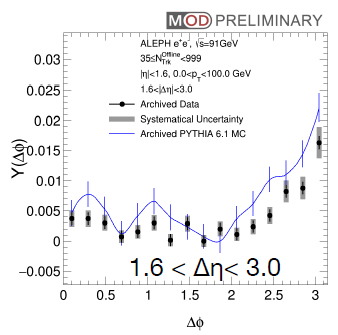 MOD PRELIMINARY
ALEPH e⁺e⁻, √s=91GeV
35≤N_Trk^Offline<999
|η|<1.6, 0.0<p_T<100.0 GeV
1.6<|Δη|<3.0
Archived Data
Systematical Uncertainty
Archived PYTHIA 6.1 MC
Y(Δφ)
0.03
0.025
0.02
0.015
0.01
0.005
0
−0.005
1.6 < Δη< 3.0
0 0.5 1 1.5 2 2.5 3
Δφ